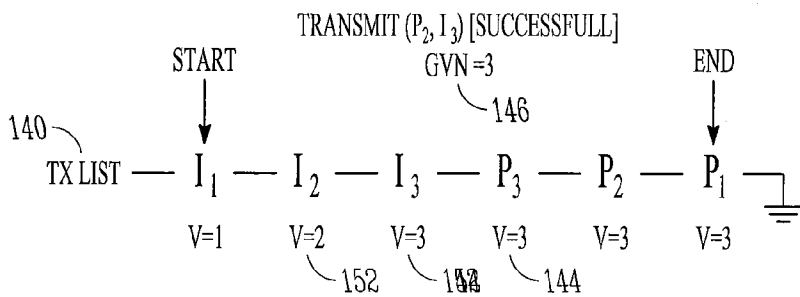 TRANSMIT (P2, I3) [SUCCESSFULL]
START
GVN=3
END
140
146
TX LIST
I1
I2
I3
P3
P2
P1
V=1
V=2
V=3
V=3
V=3
V=3
152
144